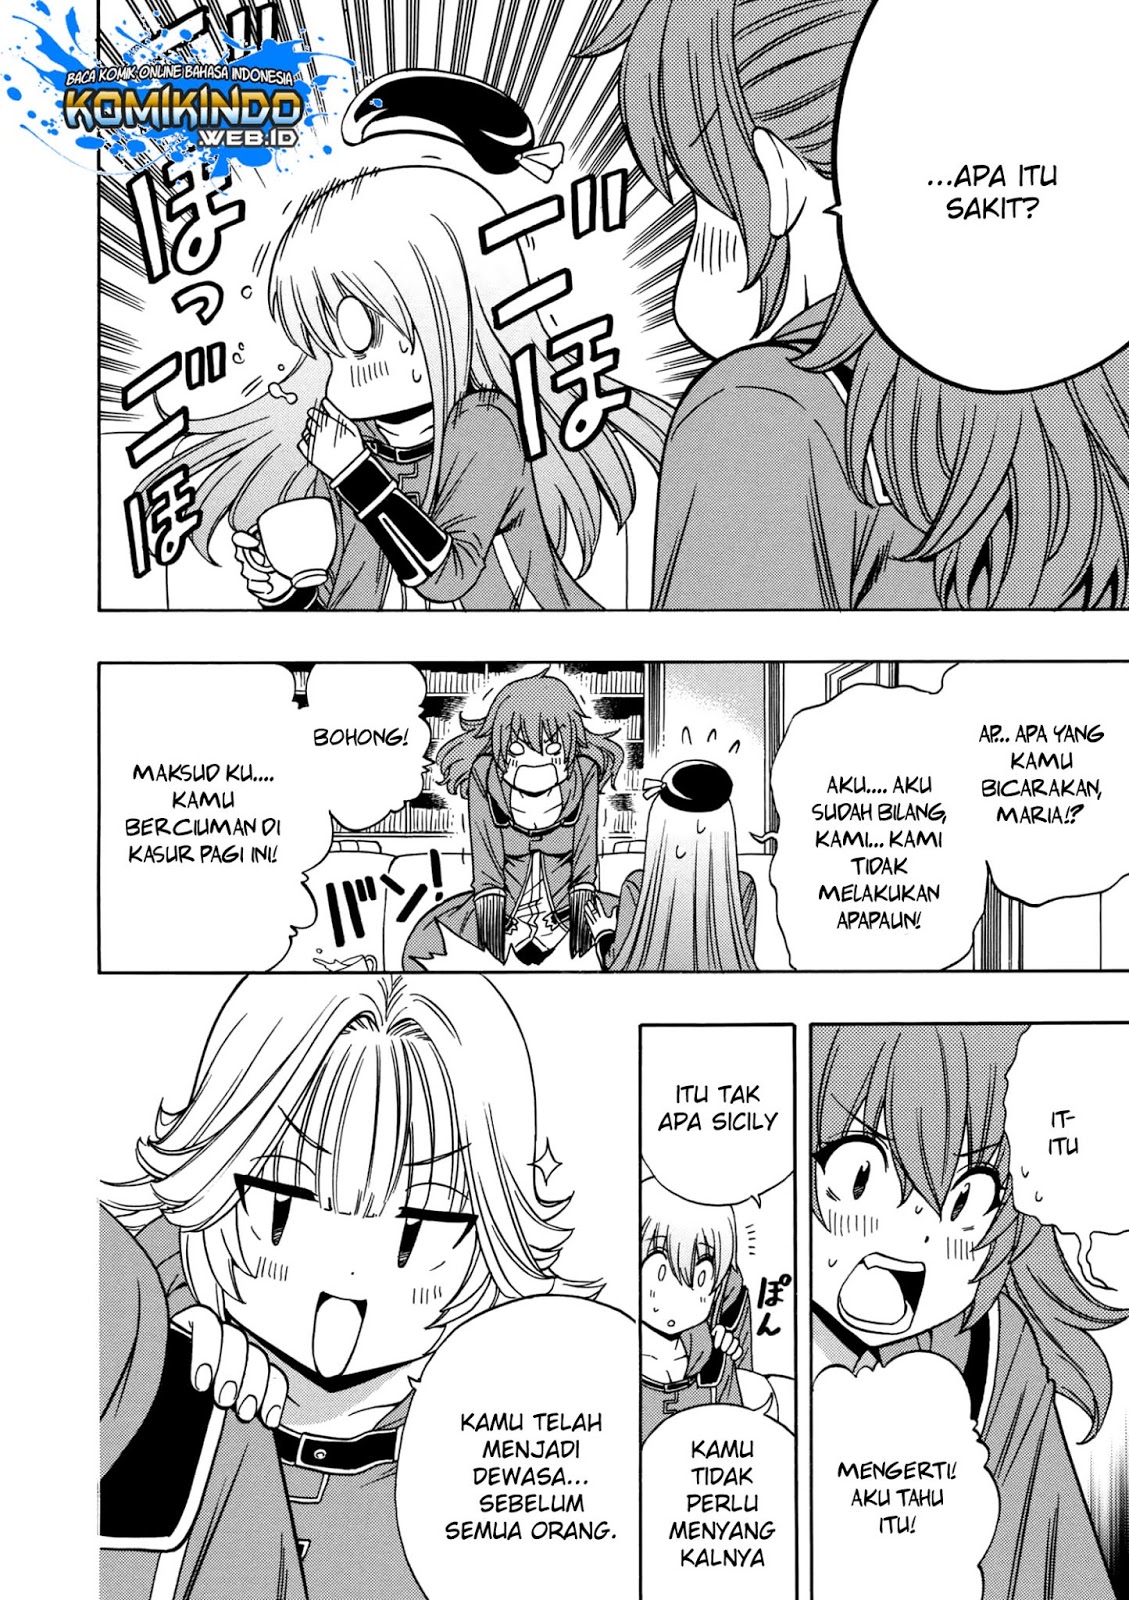 BACA KOMIK ONLINE BAHASA INDONESIA
KOMIKINDO
.WEB.ID
...APA ITU
SAKIT?
ゴホ
ゴホ
ゴホっ
AP... APA YANG
KAMU
BICARAKAN,
MARIA!?
AKU.... AKU
SUDAH BILANG,
KAMI... KAMI
TIDAK
MELAKUKAN
APAPAUN!
BOHONG!
MAKSUD KU....
KAMU
BERCIUMAN DI
KASUR PAGI INI!
バン!
IT-
ITU
MENGERTI!
AKU TAHU
ITU!
ITU TAK
APA SICILY
ぽん
KAMU
TIDAK
PERLU
MENYANG
KALNYA
KAMU TELAH
MENJADI
DEWASA...
SEBELUM
SEMUA ORANG.